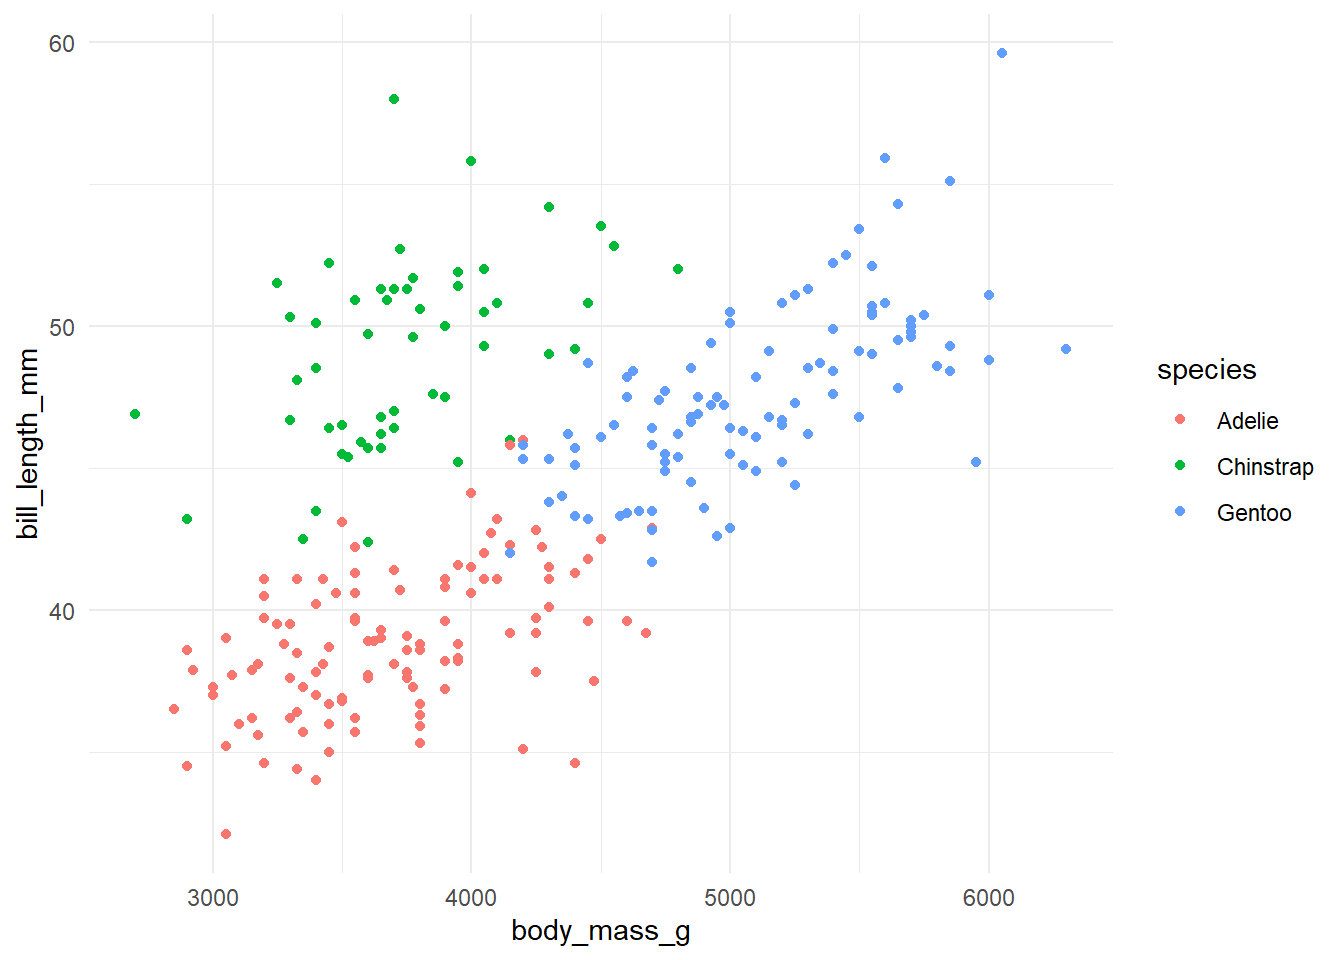 60
50
40
bill_length_mm
3000 4000 5000 6000
body_mass_g
species
Adelie
Chinstrap
Gentoo